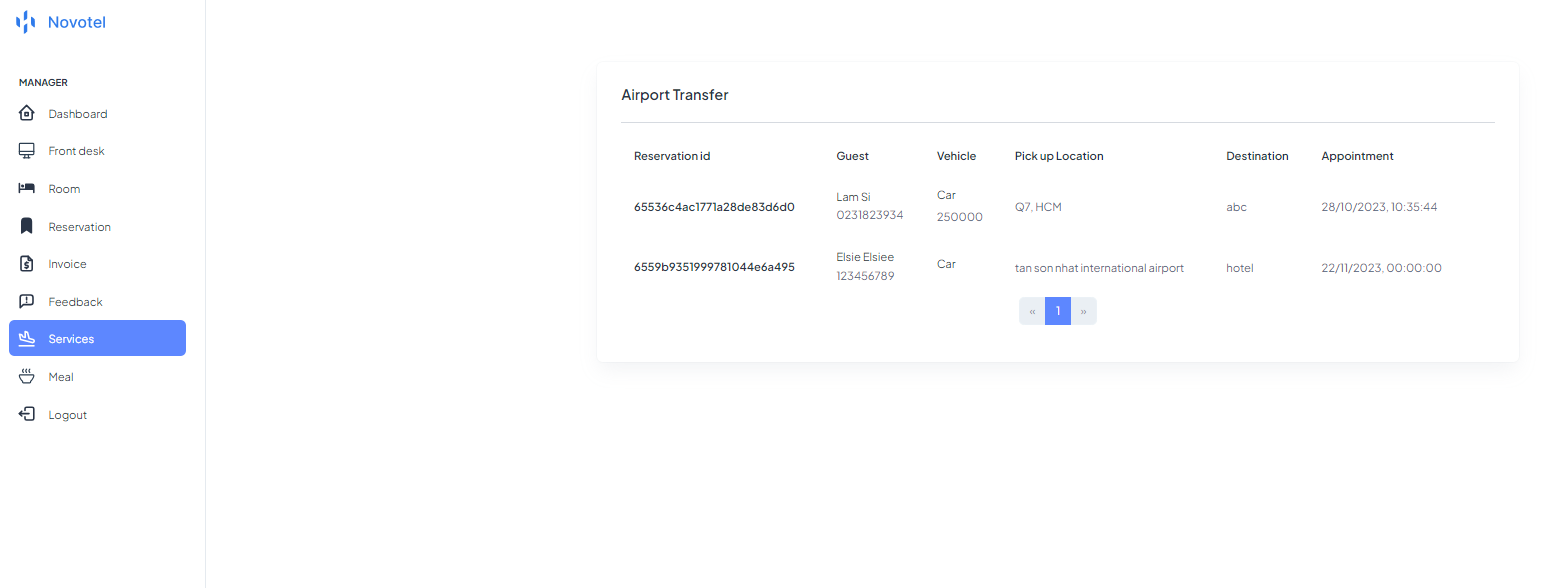 Novotel
MANAGER
Dashboard
Front desk
Room
Reservation
Invoice
Feedback
Services
Meal
Logout
Airport Transfer
Reservation id Guest Vehicle Pick up Location Destination Appointment
65536c4ac1771a28de83d6d0 Lam Si Car Q7, HCM abc 28/10/2023, 10:35:44
0231823934 250000
6559b9351999781044e6a495 Elsie Elsiee Car tan son nhat international airport hotel 22/11/2023, 00:00:00
123456789
« 1 »